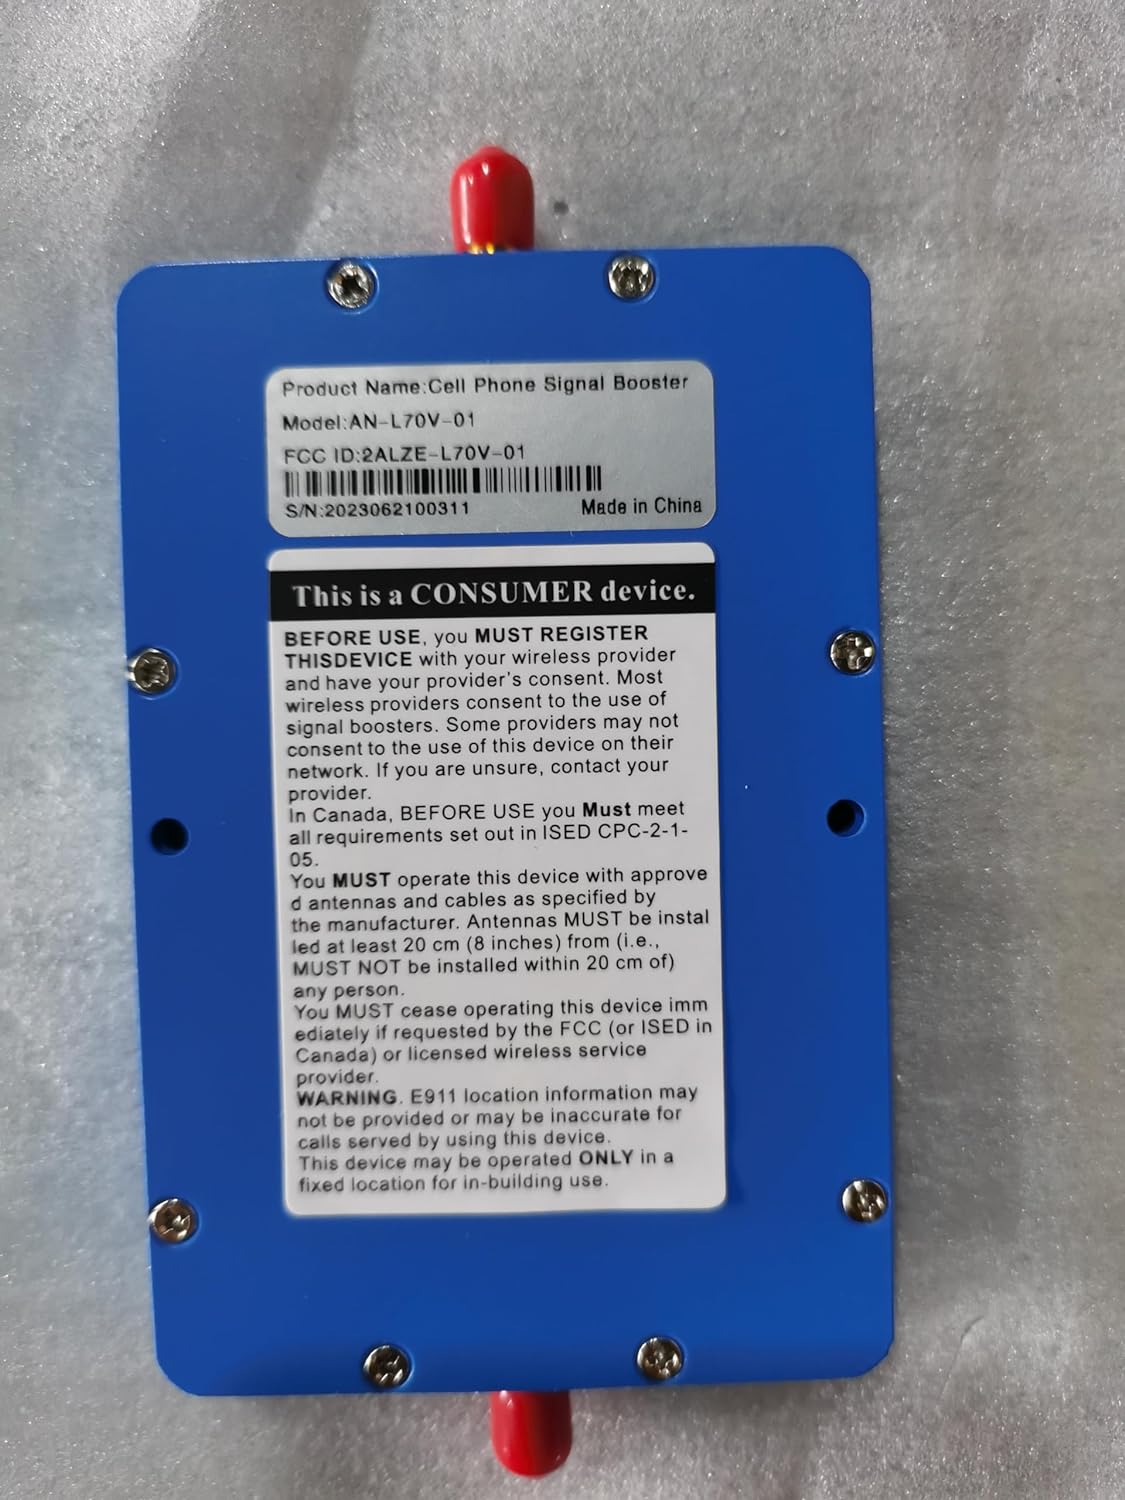 Product Name:Cell Phone Signal Booster
Model:AN-L70V-01
FCC ID:2ALZE-L70V-01
S/N:2023062100311 Made in China
This is a CONSUMER device.
BEFORE USE, you MUST REGISTER
THISDEVICE with your wireless provider
and have your provider's consent. Most
wireless providers consent to the use of
signal boosters. Some providers may not
consent to the use of this device on their
network. If you are unsure, contact your
provider.
In Canada, BEFORE USE you Must meet
all requirements set out in ISED CPC-2-1-
05.
You MUST operate this device with approve
d antennas and cables as specified by
the manufacturer. Antennas MUST be instal
led at least 20 cm (8 inches) from (i.e.,
MUST NOT be installed within 20 cm of)
any person.
You MUST cease operating this device imm
ediately if requested by the FCC (or ISED in
Canada) or licensed wireless service
provider.
WARNING. E911 location information may
not be provided or may be inaccurate for
calls served by using this device.
This device may be operated ONLY in a
fixed location for in-building use.